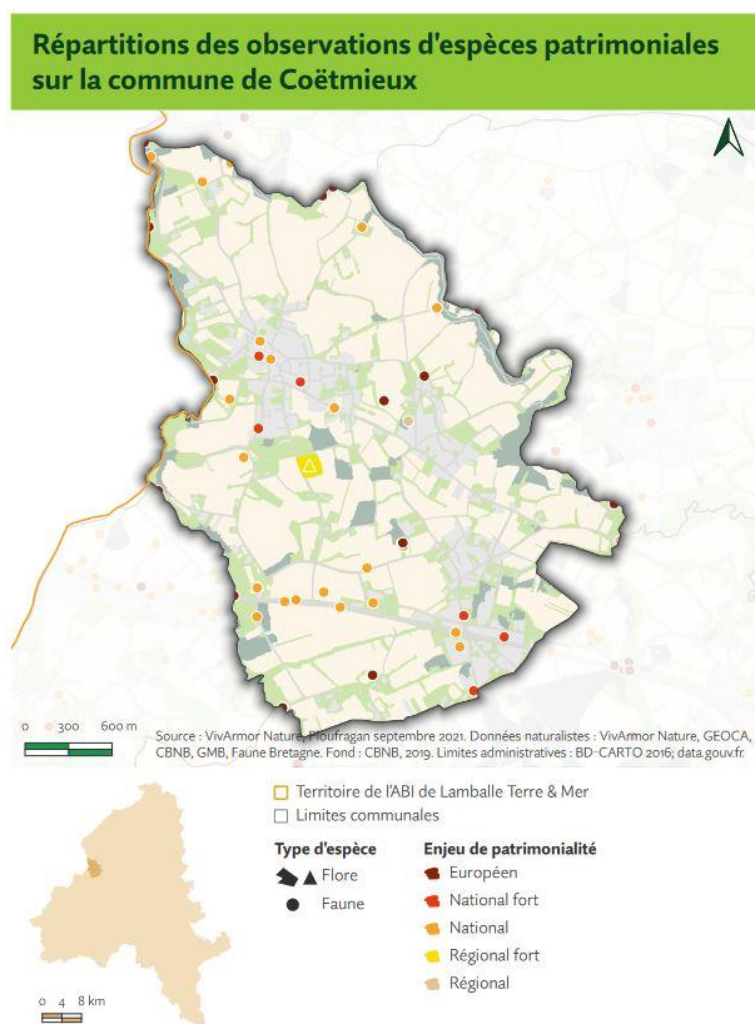 Répartitions des observations d'espèces patrimoniales
sur la commune de Coëtmieux
0 300 600 m
Source : VivArmor Nature, Ploufragan septembre 2021. Données naturalistes : VivArmor Nature, GEOCA,
CBNB, GMB, Faune Bretagne. Fond : CBNB, 2019. Limites administratives : BD-CARTO 2016; data.gouv.fr.
Territoire de l'ABI de Lamballe Terre & Mer
Limites communales
Type d'espèce
Flore
Faune
Enjeu de patrimonialité
Européen
National fort
National
Régional fort
Régional
0 4 8 km